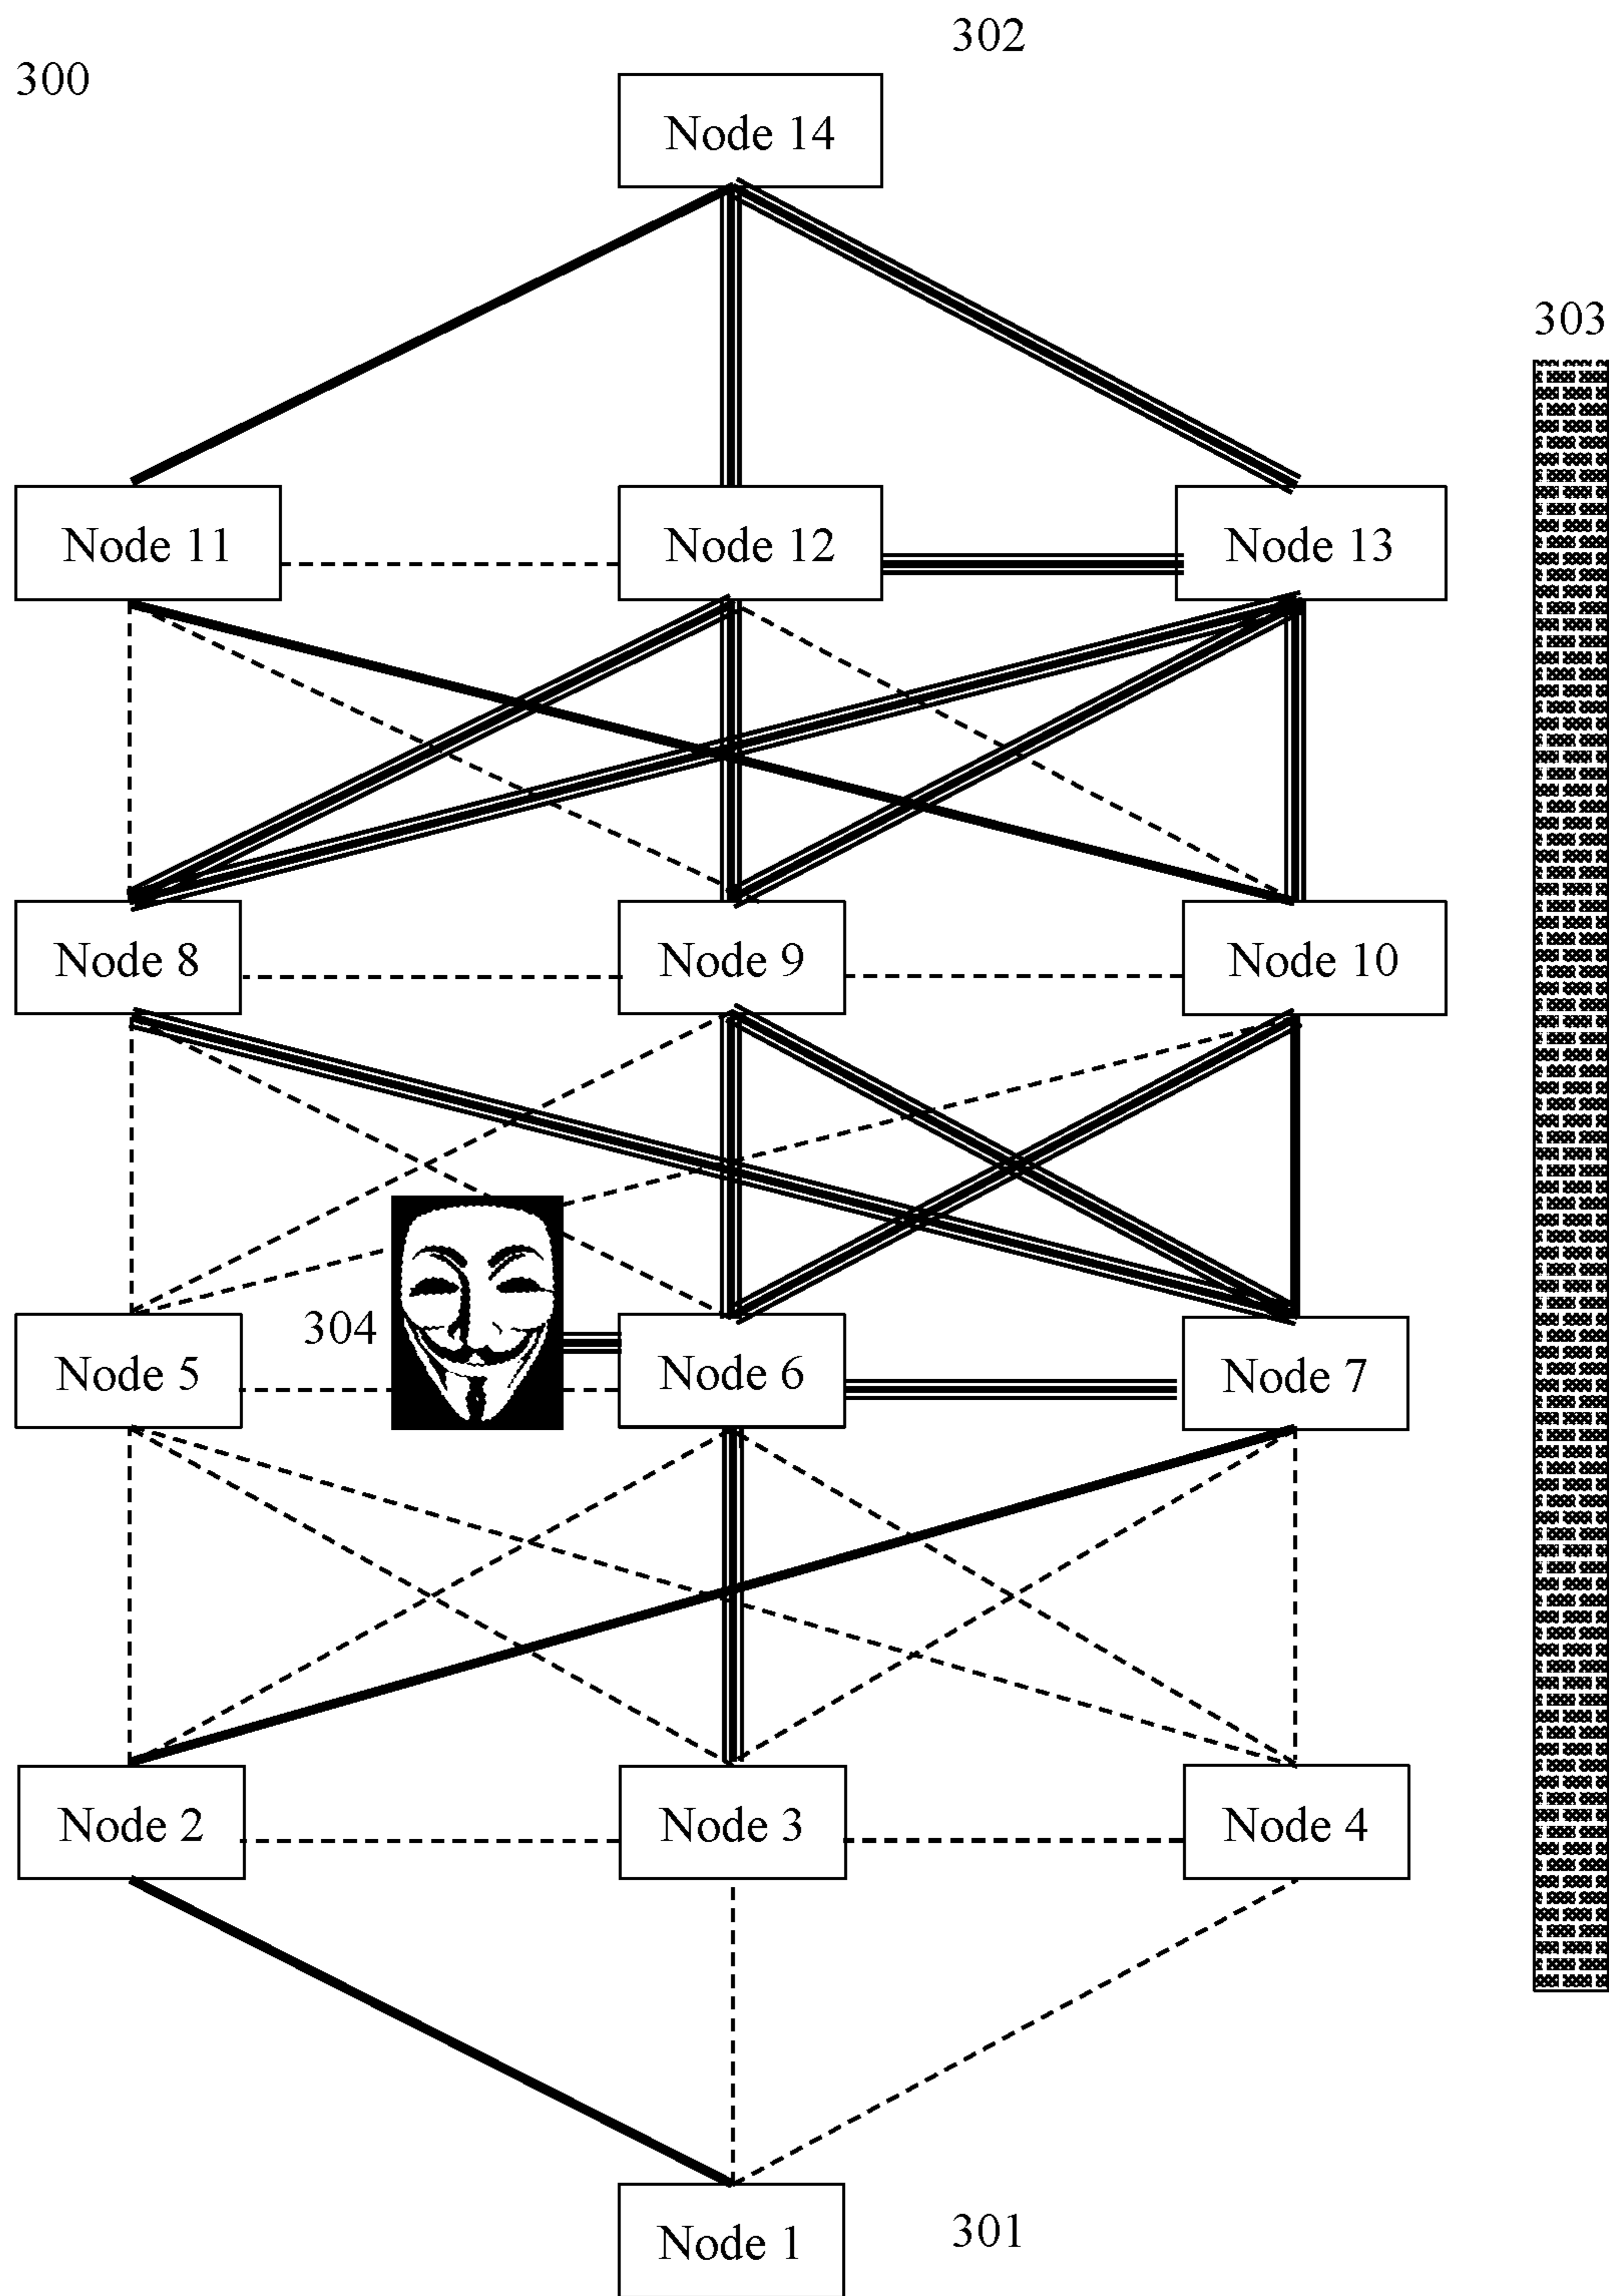 302
300
Node 14
303
Node 11
Node 12
Node 13
Node 8
Node 9
Node 10
304
Node 5
Node 6
Node 7
Node 2
Node 3
Node 4
Node 1
301